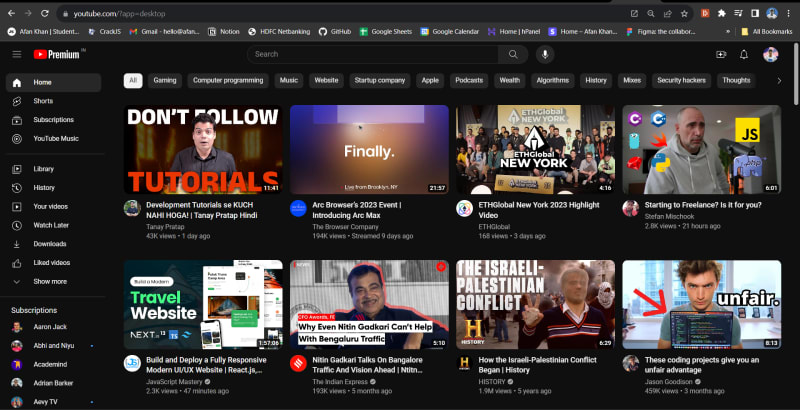 youtube.com/?app=desktop
Afan Khan | Student...
CrackUS
Gmail - hello@afan...
Notion
HDFC Netbanking
GitHub
Google Sheets
Google Calendar
Home | hPanel
Home – Afan Khan...
Figma: the collabor...
»
All Bookmarks
Premium IN
Search
Home
Shorts
Subscriptions
YouTube Music
Library
History
Your videos
Watch Later
Downloads
Liked videos
Show more
Subscriptions
Aaron Jack
Abhi and Niyu
Academind
Adrian Barker
Aevy TV
All
Gaming
Computer programming
Music
Website
Startup company
Apple
Podcasts
Wealth
Algorithms
History
Mixes
Security hackers
Thoughts
DON'T FOLLOW
TUTORIALS
11:41
Development Tutorials se KUCH
NAHI HOGA! | Tanay Pratap Hindi
Tanay Pratap
43K views • 1 day ago
Finally.
Live from Brooklyn, NY
21:57
Arc Browser's 2023 Event |
Introducing Arc Max
The Browser Company
194K views • Streamed 9 days ago
ETHGlobal
NEW YORK
ETHGlobal
NEW YORK
4:16
ETHGlobal New York 2023 Highlight
Video
ETHGlobal
168 views • 3 days ago
JS
php
6:01
Starting to Freelance? Is it for you?
Stefan Mischook
2.8K views • 21 hours ago
Build a Modern
Travel
Website
NEXT.JS 13 TS
1:57:06
Build and Deploy a Fully Responsive
Modern UI/UX Website | React.js,...
JavaScript Mastery
2.3K views • 47 minutes ago
CFO Awards, FE
Why Even Nitin Gadkari Can't Help
With Bengaluru Traffic
5:10
Nitin Gadkari Talks On Bangalore
Traffic And Vision Ahead | Nititn...
The Indian Express
193K views • 5 months ago
THE ISRAELI-
PALESTINIAN
CONFLICT
H
HISTORY
6:29
How the Israeli-Palestinian Conflict
Began | History
HISTORY
1.9M views • 5 years ago
unfair.
8:13
These coding projects give you an
unfair advantage
Jason Goodison
459K views • 3 months ago